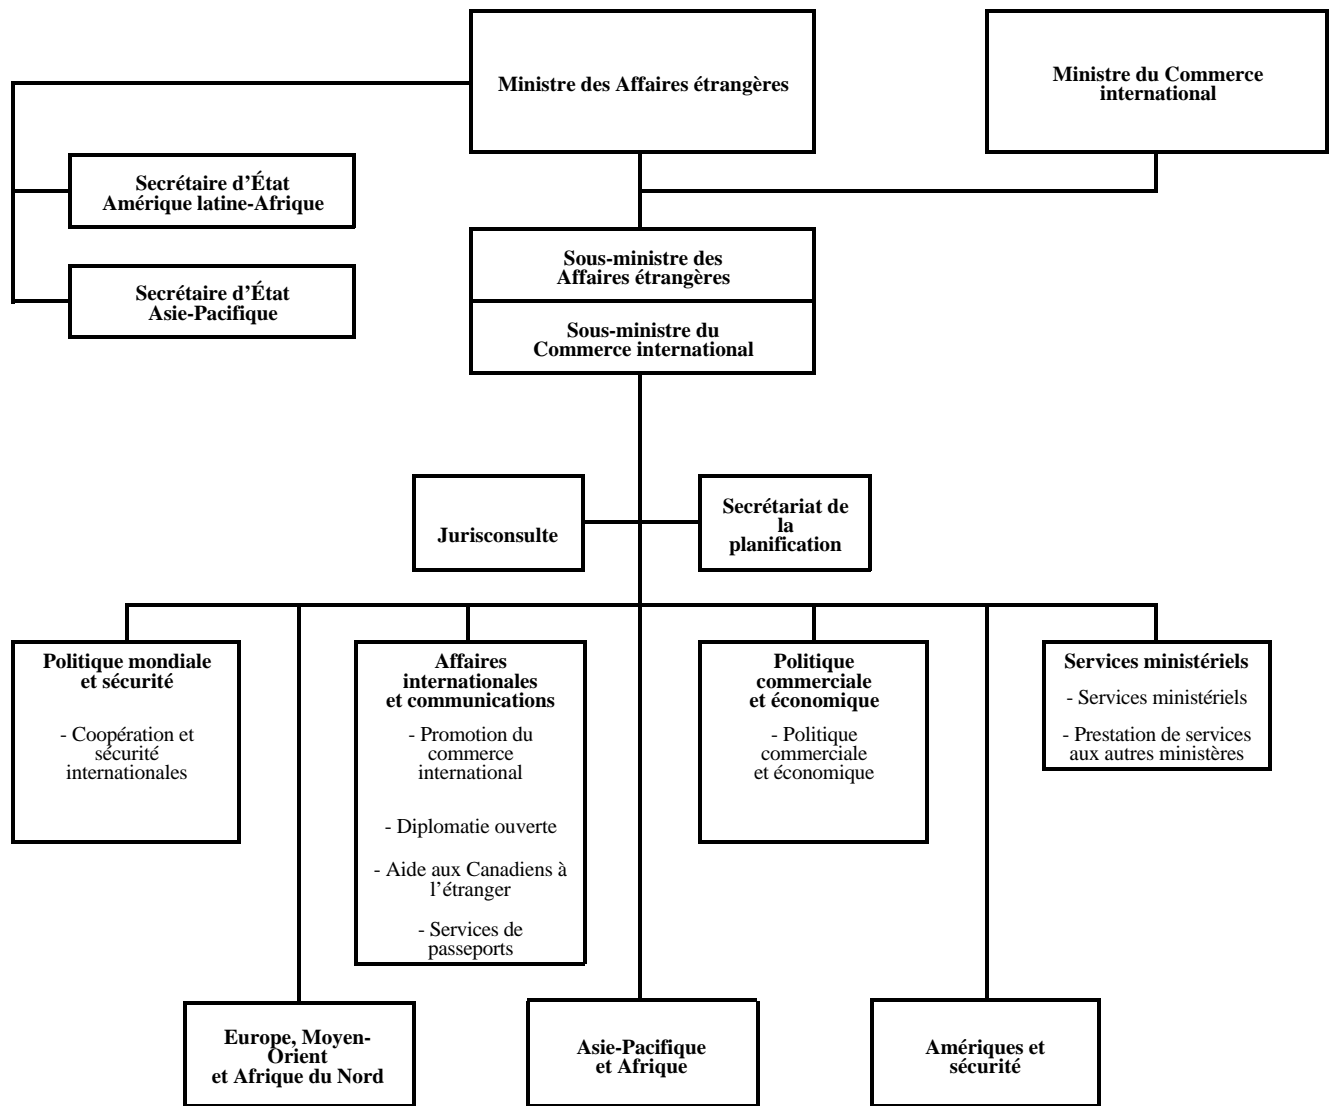 Ministre des Affaires étrangères
Ministre du Commerce
international
Secrétaire d’État
Amérique latine-Afrique
Secrétaire d’État
Asie-Pacifique
Sous-ministre des
Affaires étrangères
Sous-ministre du
Commerce international
Jurisconsulte
Secrétariat de
la
planification
Politique mondiale
et sécurité
- Coopération et
sécurité
internationales
Affaires
internationales
et communications
- Promotion du
commerce
international
- Diplomatie ouverte
- Aide aux Canadiens à
l’étranger
- Services de
passeports
Politique
commerciale
et économique
- Politique
commerciale
et économique
Services ministériels
- Services ministériels
- Prestation de services
aux autres ministères
Europe, Moyen-
Orient
et Afrique du Nord
Asie-Pacifique
et Afrique
Amériques et
sécurité